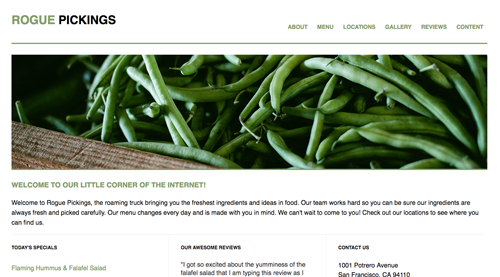 ROGUE PICKINGS
ABOUT MENU LOCATIONS GALLERY REVIEWS CONTENT
WELCOME TO OUR LITTLE CORNER OF THE INTERNET!
Welcome to Rogue Pickings, the roaming truck bringing you the freshest ingredients and ideas in food. Our team works hard so you can be sure our ingredients are
always fresh and picked carefully. Our menu changes every day and is made with you in mind. We can't wait to come to you! Check out our locations to see where you
can find us.
TODAY'S SPECIALS
Flaming Hummus & Falafel Salad
OUR AWESOME REVIEWS
"I got so excited about the yumminess of the
falafel salad that I am typing this review as I
CONTACT US
1001 Potrero Avenue
San Francisco, CA 94110